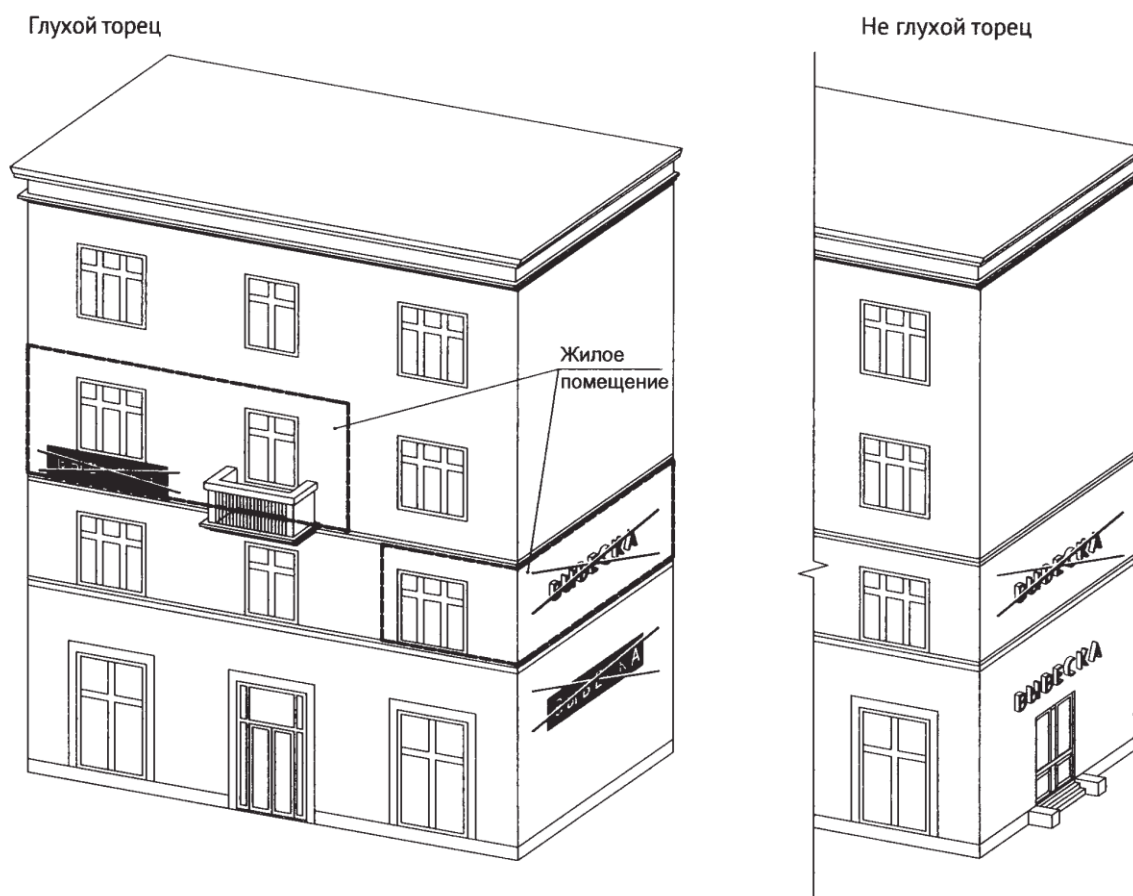 Глухой торец
Не глухой торец
Жилое
помещение
ВЫВЕСКА
ВЫВЕСКА
ВЫВЕСКА